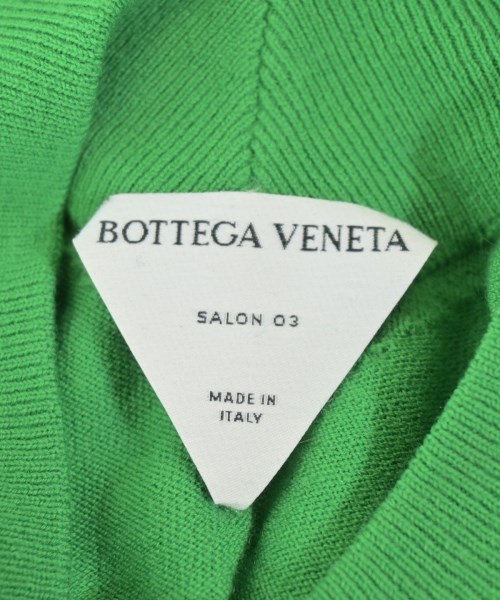 BOTTEGA VENETA
SALON 03
MADE IN
ITALY